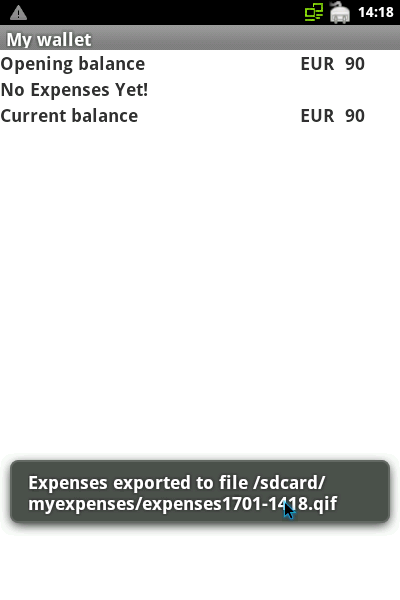 14:18
My wallet
Opening balance EUR 90
No Expenses Yet!
Current balance EUR 90
Expenses exported to file /sdcard/
myexpenses/expenses1701-1418.qif